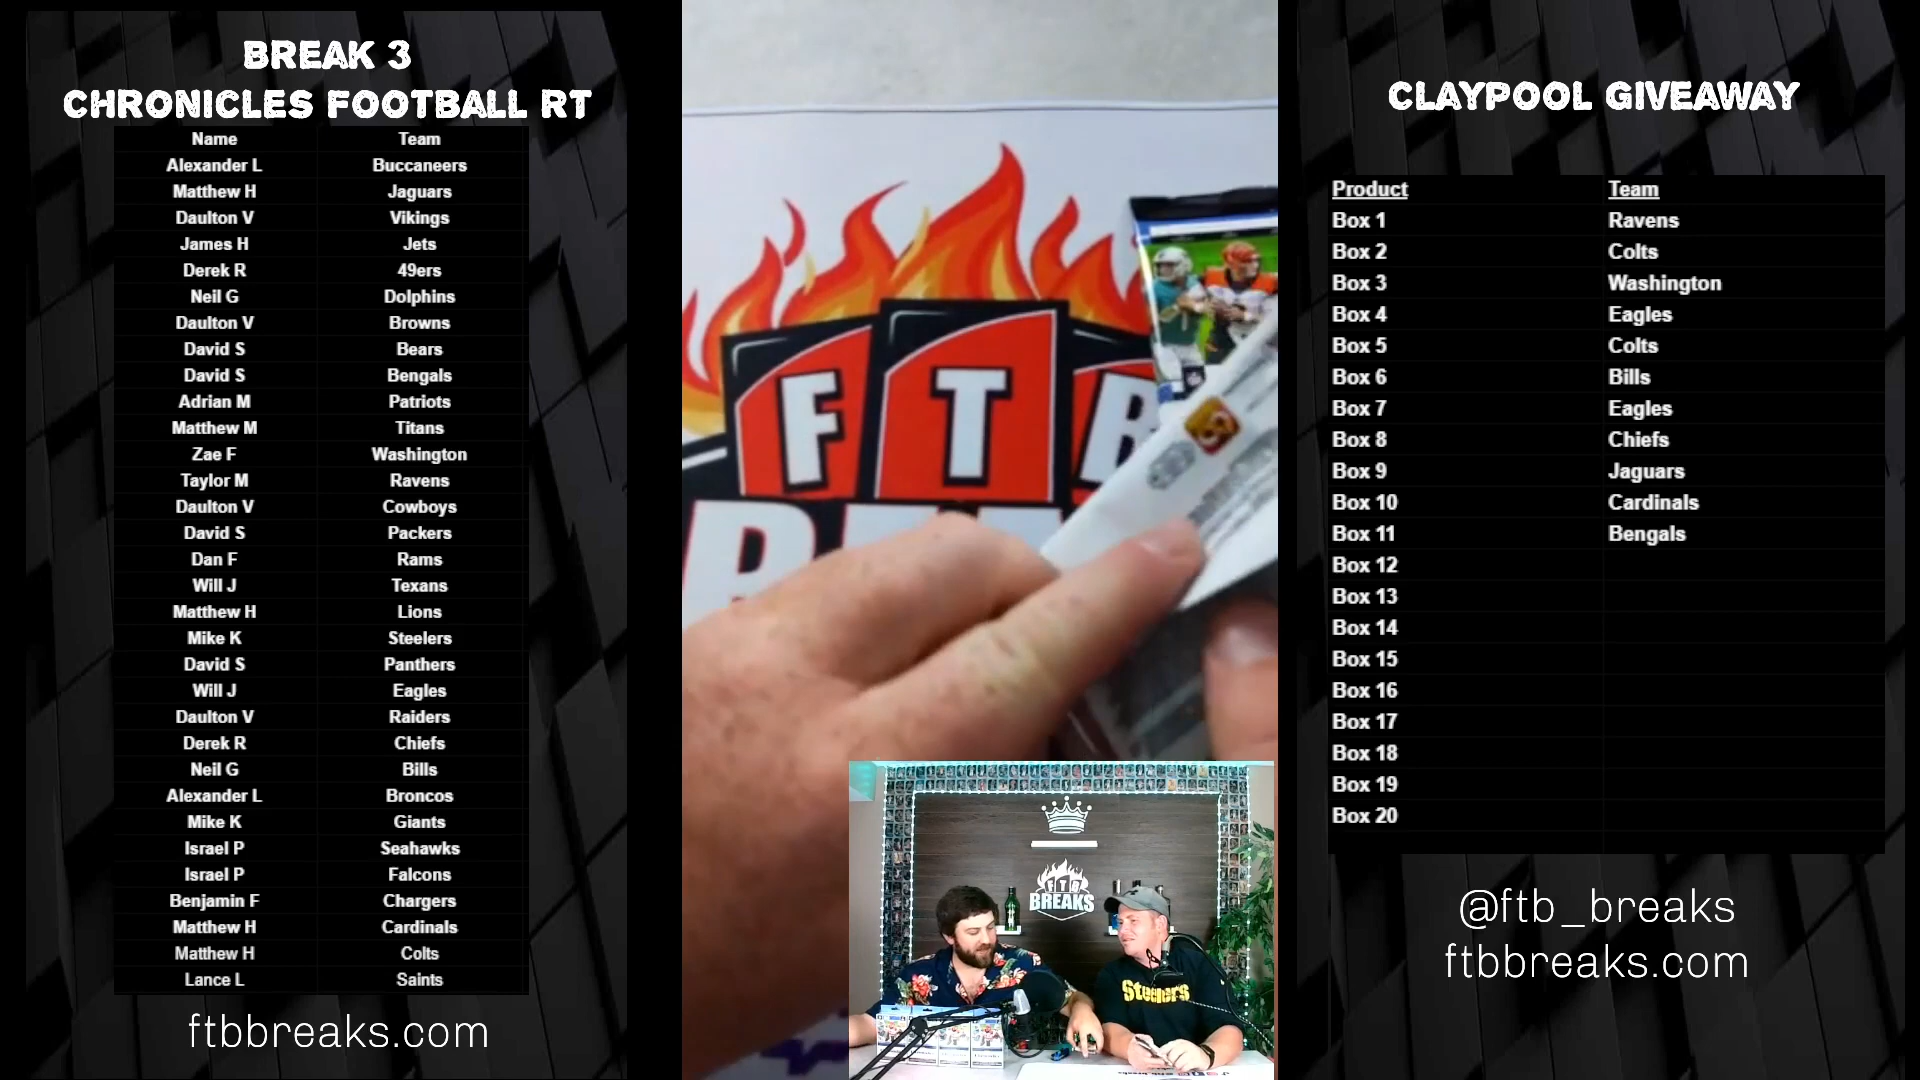 BREAK 3
CHRONICLES FOOTBALL RT
Name Team
Alexander L Buccaneers
Matthew H Jaguars
Daulton V Vikings
James H Jets
Derek R 49ers
Neil G Dolphins
Daulton V Browns
David S Bears
David S Bengals
Adrian M Patriots
Matthew M Titans
Zae F Washington
Taylor M Ravens
Daulton V Cowboys
David S Packers
Dan F Rams
Will J Texans
Matthew H Lions
Mike K Steelers
David S Panthers
Will J Eagles
Daulton V Raiders
Derek R Chiefs
Neil G Bills
Alexander L Broncos
Mike K Giants
Israel P Seahawks
Israel P Falcons
Benjamin F Chargers
Matthew H Cardinals
Matthew H Colts
Lance L Saints
ftbbreaks.com
F T B
F T B
BREAKS
Steelers
CLAYPOOL GIVEAWAY
Product Team
Box 1 Ravens
Box 2 Colts
Box 3 Washington
Box 4 Eagles
Box 5 Colts
Box 6 Bills
Box 7 Eagles
Box 8 Chiefs
Box 9 Jaguars
Box 10 Cardinals
Box 11 Bengals
Box 12
Box 13
Box 14
Box 15
Box 16
Box 17
Box 18
Box 19
Box 20
@ftb_breaks
ftbbreaks.com